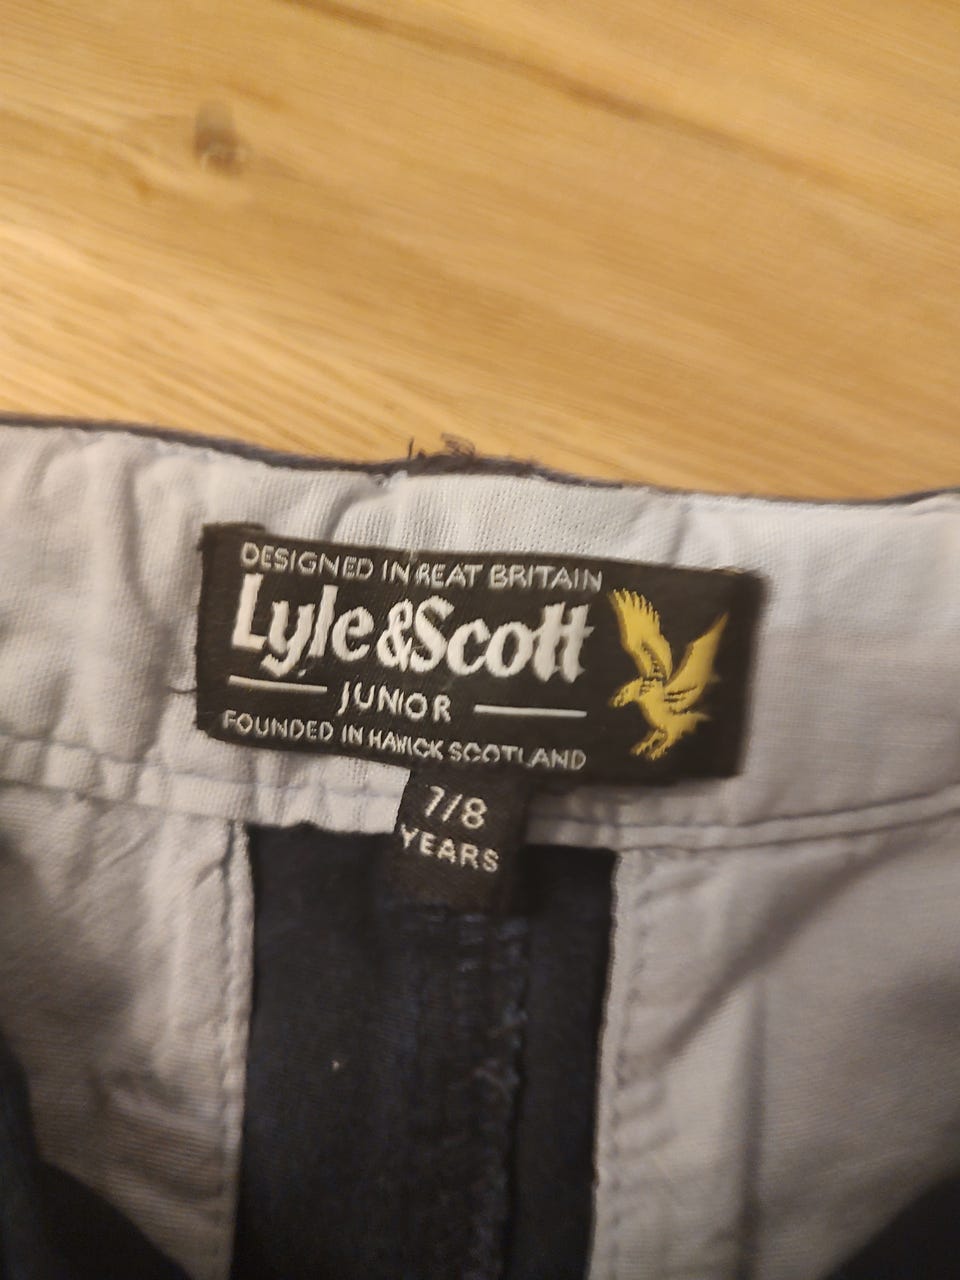 DESIGNED IN REAT BRITAIN
Lyle&Scott
JUNIOR
FOUNDED IN HAWICK SCOTLAND
7/8
YEARS